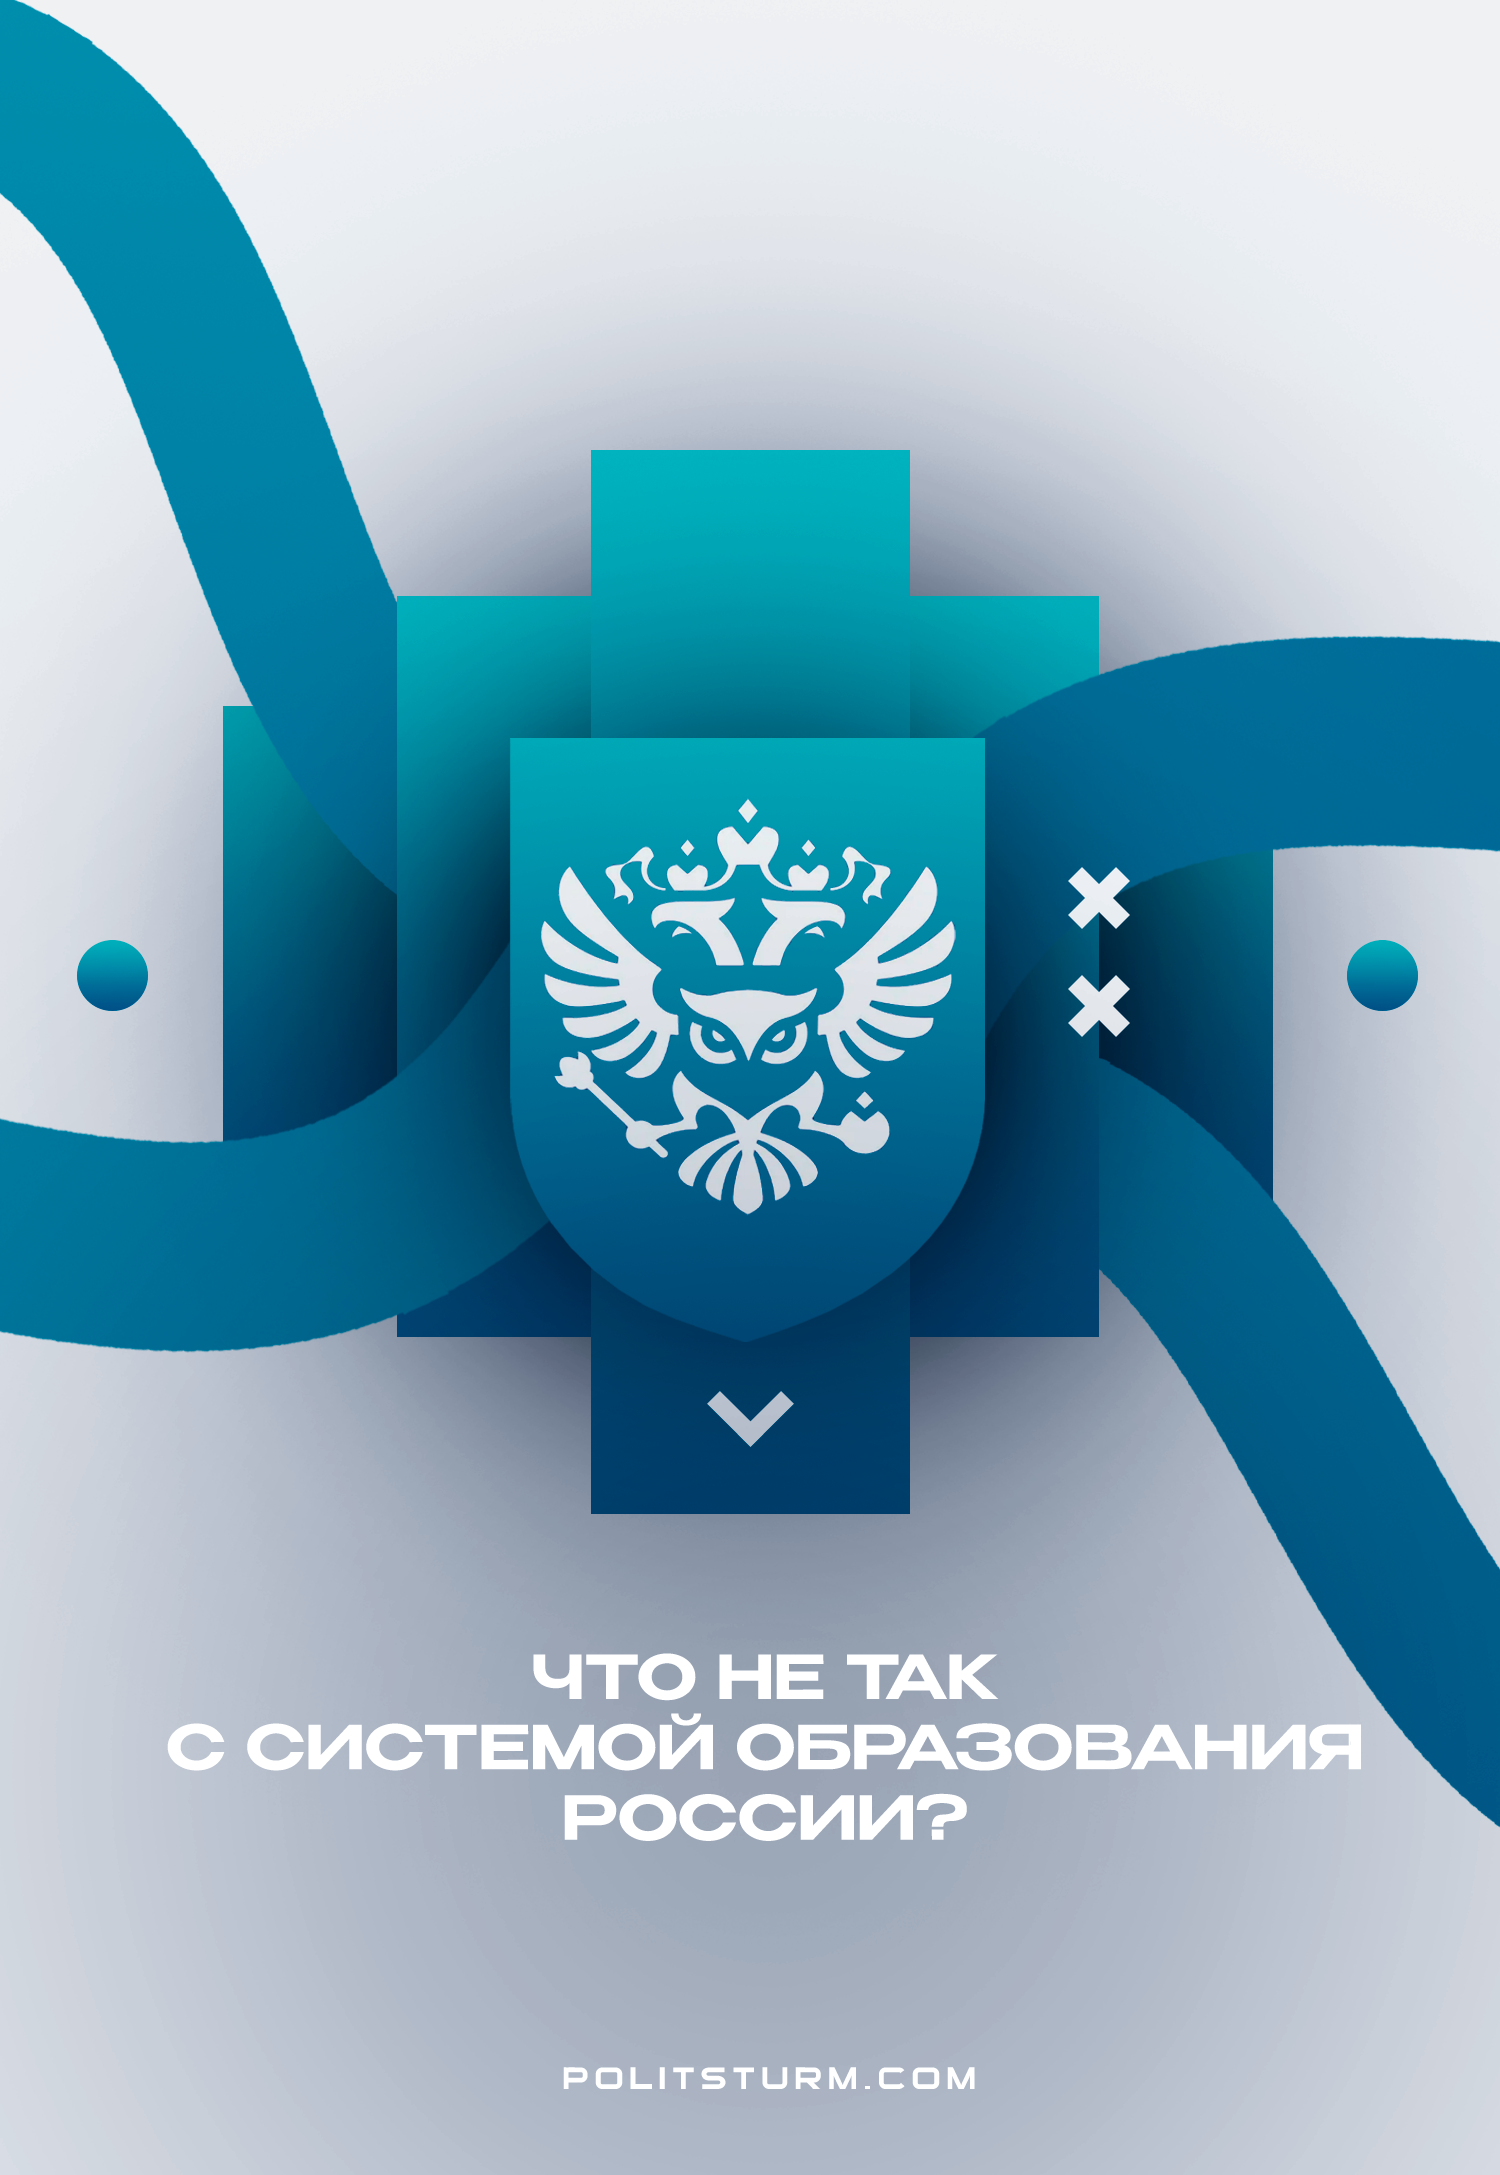 ЧТО НЕ ТАК
С СИСТЕМОЙ ОБРАЗОВАНИЯ
РОССИИ?
POLITSTURM.COM